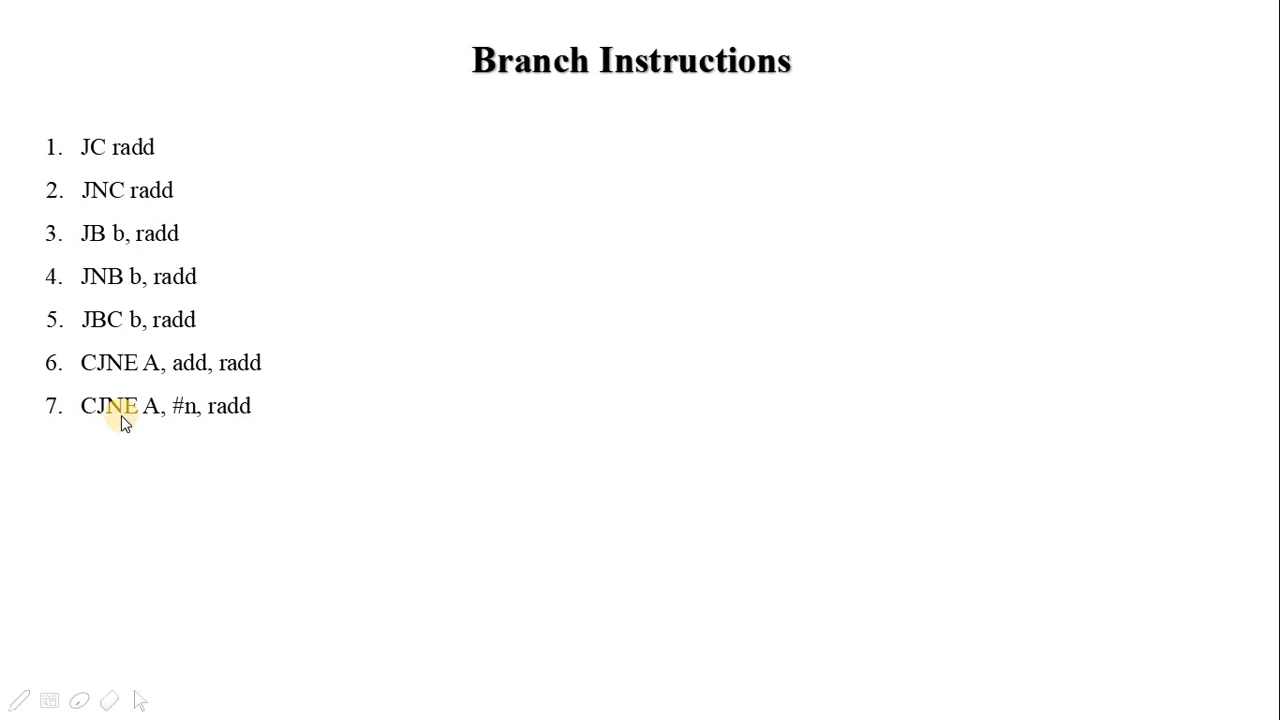 Branch Instructions
1. JC radd
2. JNC radd
3. JB b, radd
4. JNB b, radd
5. JBC b, radd
6. CJNE A, add, radd
7. CJNE A, #n, radd